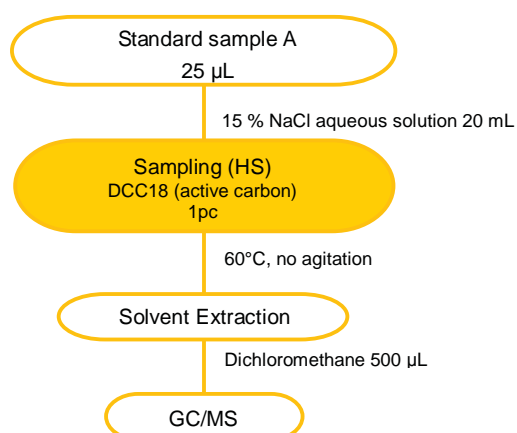 Standard sample A
25 µL
15 % NaCl aqueous solution 20 mL
Sampling (HS)
DCC18 (active carbon)
1pc
60°C, no agitation
Solvent Extraction
Dichloromethane 500 µL
GC/MS